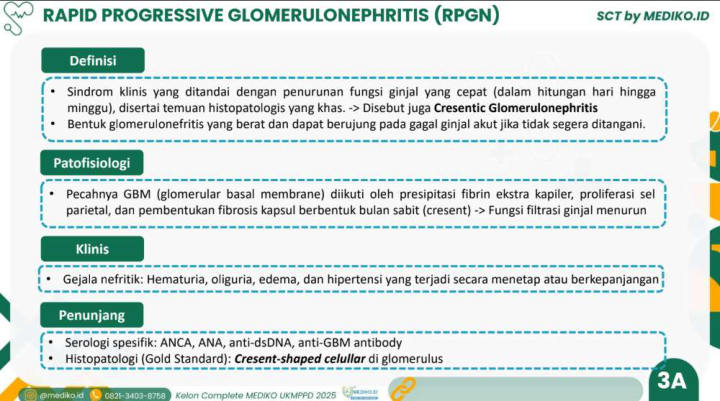 RAPID PROGRESSIVE GLOMERULONEPHRITIS (RPGN)
SCT by MEDIKO.ID
Definisi
• Sindrom klinis yang ditandai dengan penurunan fungsi ginjal yang cepat (dalam hitungan hari hingga
minggu), disertai temuan histopatologis yang khas. -> Disebut juga Cresentic Glomerulonephritis
• Bentuk glomerulonefritis yang berat dan dapat berujung pada gagal ginjal akut jika tidak segera ditangani.
Patofisiologi
• Pecahnya GBM (glomerular basal membrane) diikuti oleh presipitasi fibrin ekstra kapiler, proliferasi sel
parietal, dan pembentukan fibrosis kapsul berbentuk bulan sabit (cresent) -> Fungsi filtrasi ginjal menurun
Klinis
• Gejala nefritik: Hematuria, oliguria, edema, dan hipertensi yang terjadi secara menetap atau berkepanjangan
Penunjang
• Serologi spesifik: ANCA, ANA, anti-dsDNA, anti-GBM antibody
• Histopatologi (Gold Standard): Cresent-shaped celullar di glomerulus
3A
@mediko.id 0821-3403-8758 Kelon Complete MEDIKO UKMPPD 2025 MEDIKO.ID